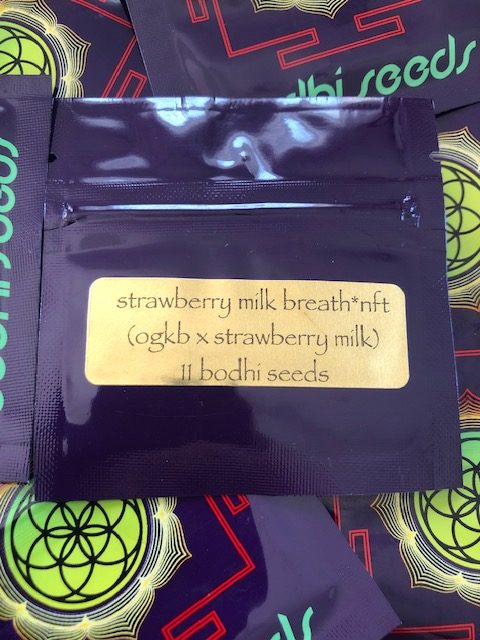 bodhi seeds
strawberry milk breath*nft
(ogkb x strawberry milk)
11 bodhi seeds